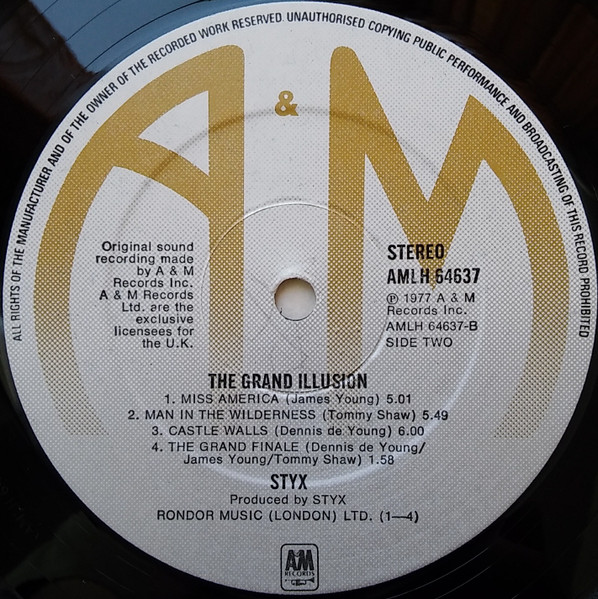 ALL RIGHTS OF THE MANUFACTURER AND OF THE OWNER OF THE RECORDED WORK RESERVED. UNAUTHORISED COPYING PUBLIC PERFORMANCE AND BROADCASTING OF THIS RECORD PROHIBITED
A & M
Original sound
recording made
by A & M
Records Inc.
A & M Records
Ltd. are the
exclusive
licensees for
the U.K.
STEREO
AMLH 64637
Ⓟ 1977 A & M
Records Inc.
AMLH 64637-B
SIDE TWO
THE GRAND ILLUSION
1. MISS AMERICA (James Young) 5.01
2. MAN IN THE WILDERNESS (Tommy Shaw) 5.49
3. CASTLE WALLS (Dennis de Young) 6.00
4. THE GRAND FINALE (Dennis de Young/
James Young/Tommy Shaw) 1.58
STYX
Produced by STYX
RONDOR MUSIC (LONDON) LTD. (1—4)
A&M
RECORDS